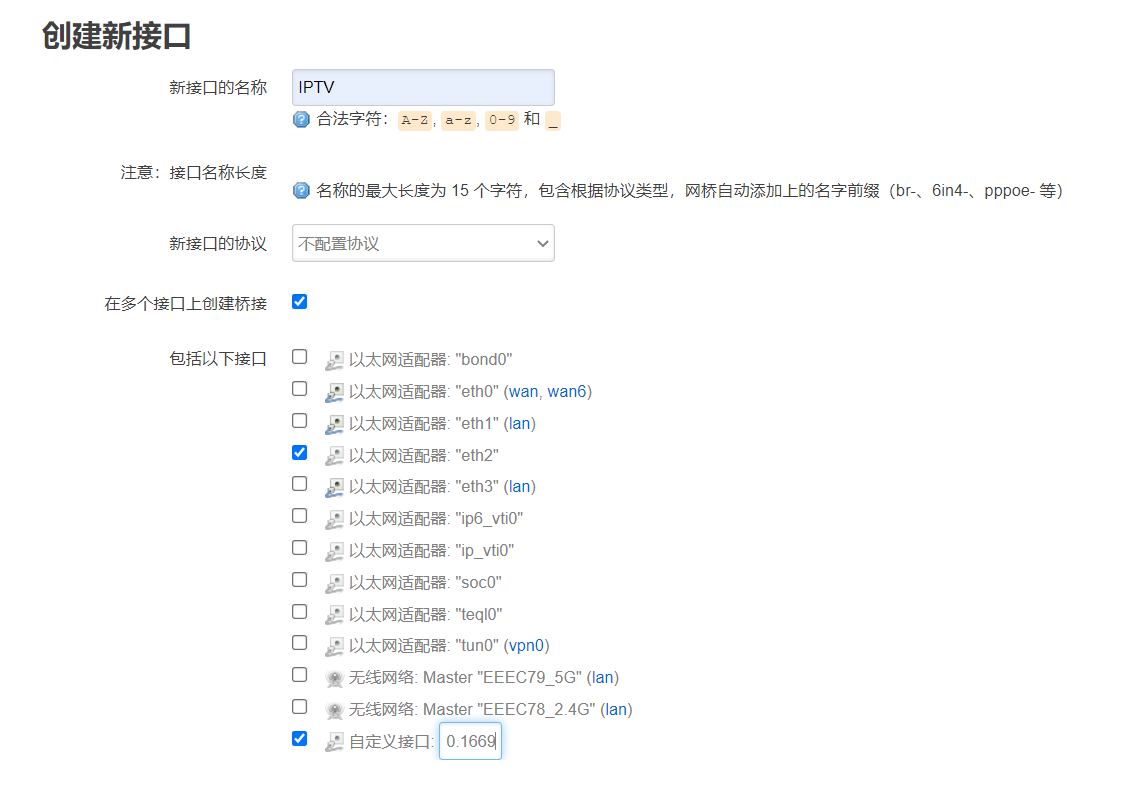 创建新接口
新接口的名称 IPTV
合法字符： A-Z, a-z, 0-9 和 _
注意：接口名称长度
名称的最大长度为 15 个字符，包含根据协议类型，网桥自动添加上的名字前缀（br-、6in4-、pppoe- 等）
新接口的协议 不配置协议
在多个接口上创建桥接
包括以下接口 以太网适配器: "bond0"
以太网适配器: "eth0" (wan, wan6)
以太网适配器: "eth1" (lan)
以太网适配器: "eth2"
以太网适配器: "eth3" (lan)
以太网适配器: "ip6_vti0"
以太网适配器: "ip_vti0"
以太网适配器: "soc0"
以太网适配器: "teql0"
以太网适配器: "tun0" (vpn0)
无线网络: Master "EEEC79_5G" (lan)
无线网络: Master "EEEC78_2.4G" (lan)
自定义接口: 0.1669